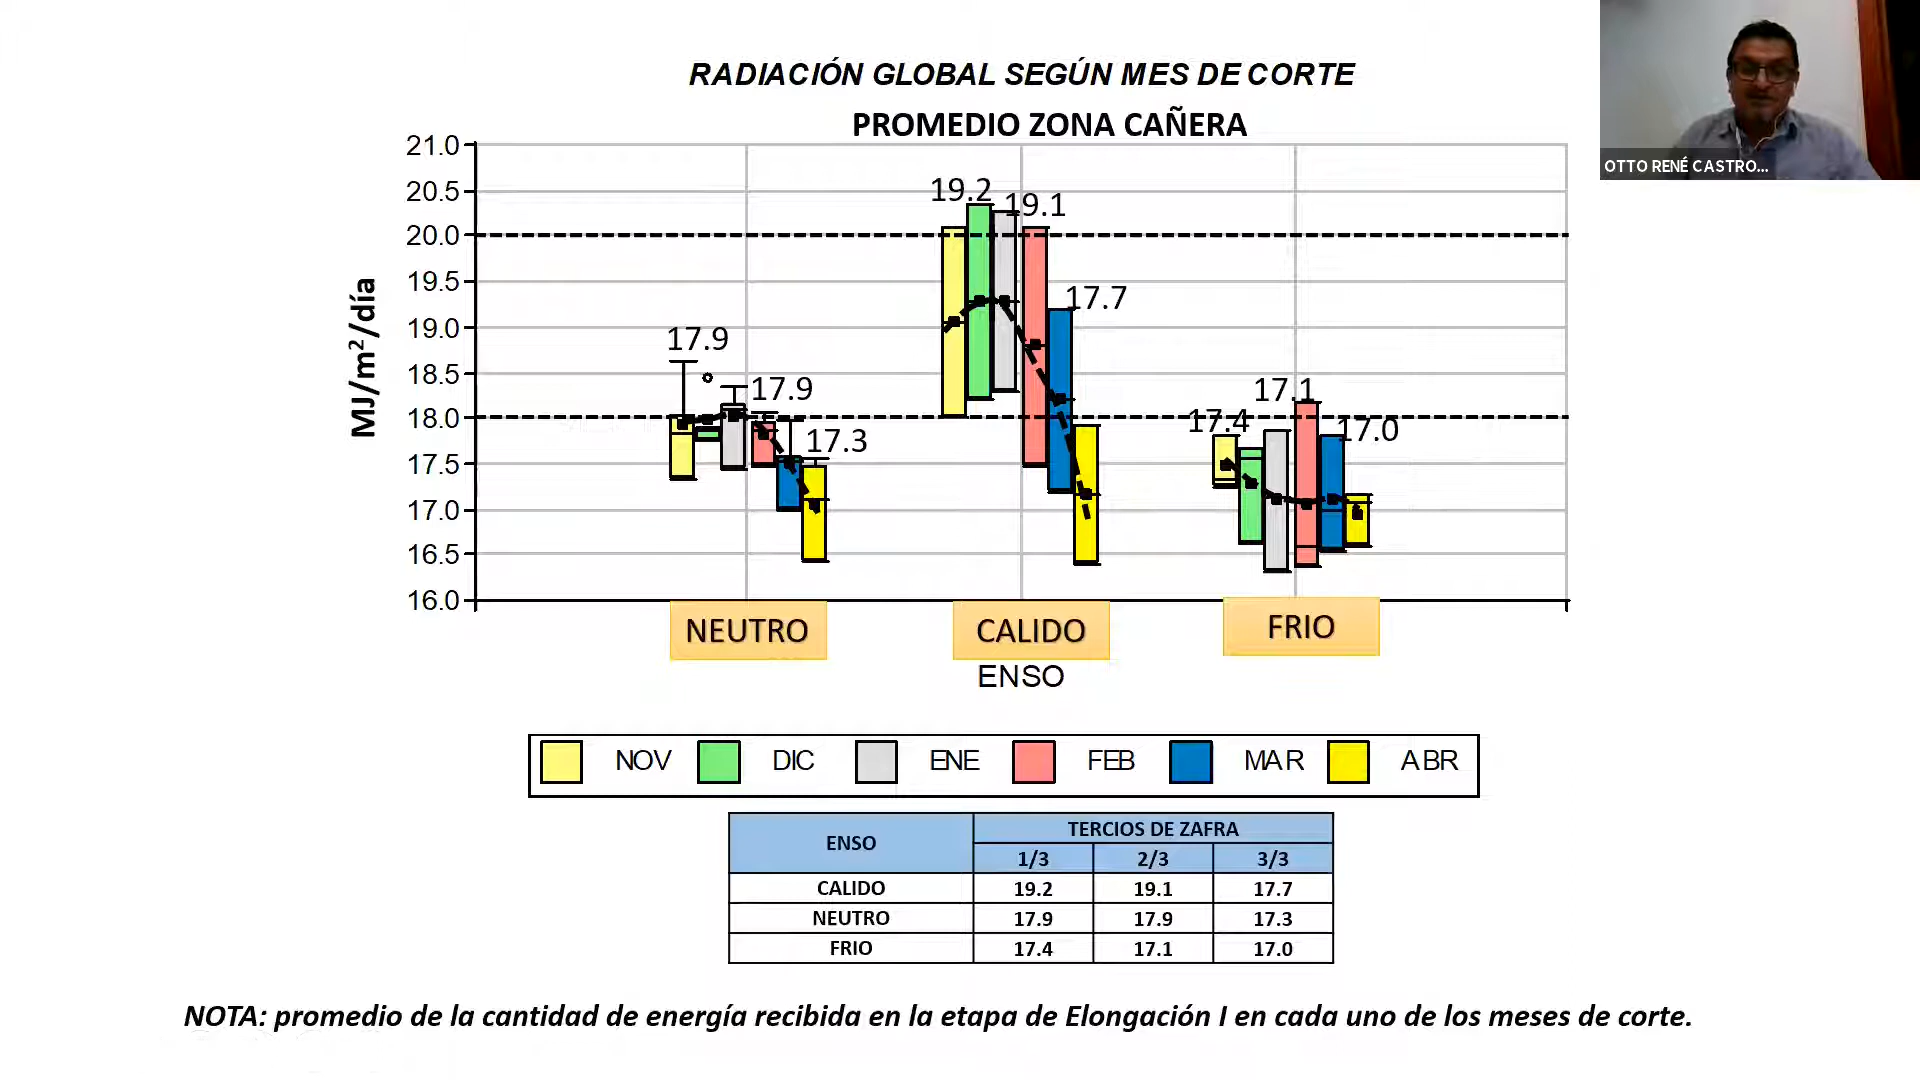 RADIACIÓN GLOBAL SEGÚN MES DE CORTE
PROMEDIO ZONA CAÑERA
OTTO RENÉ CASTRO...
MJ/m²/día
21.0
20.5
20.0
19.5
19.0
18.5
18.0
17.5
17.0
16.5
16.0
17.9
17.9
17.3
19.2
19.1
17.7
17.4
17.1
17.0
NEUTRO CALIDO FRIO
ENSO
NOV DIC ENE FEB MAR ABR
ENSO TERCIOS DE ZAFRA
1/3 2/3 3/3
CALIDO 19.2 19.1 17.7
NEUTRO 17.9 17.9 17.3
FRIO 17.4 17.1 17.0
NOTA: promedio de la cantidad de energía recibida en la etapa de Elongación I en cada uno de los meses de corte.